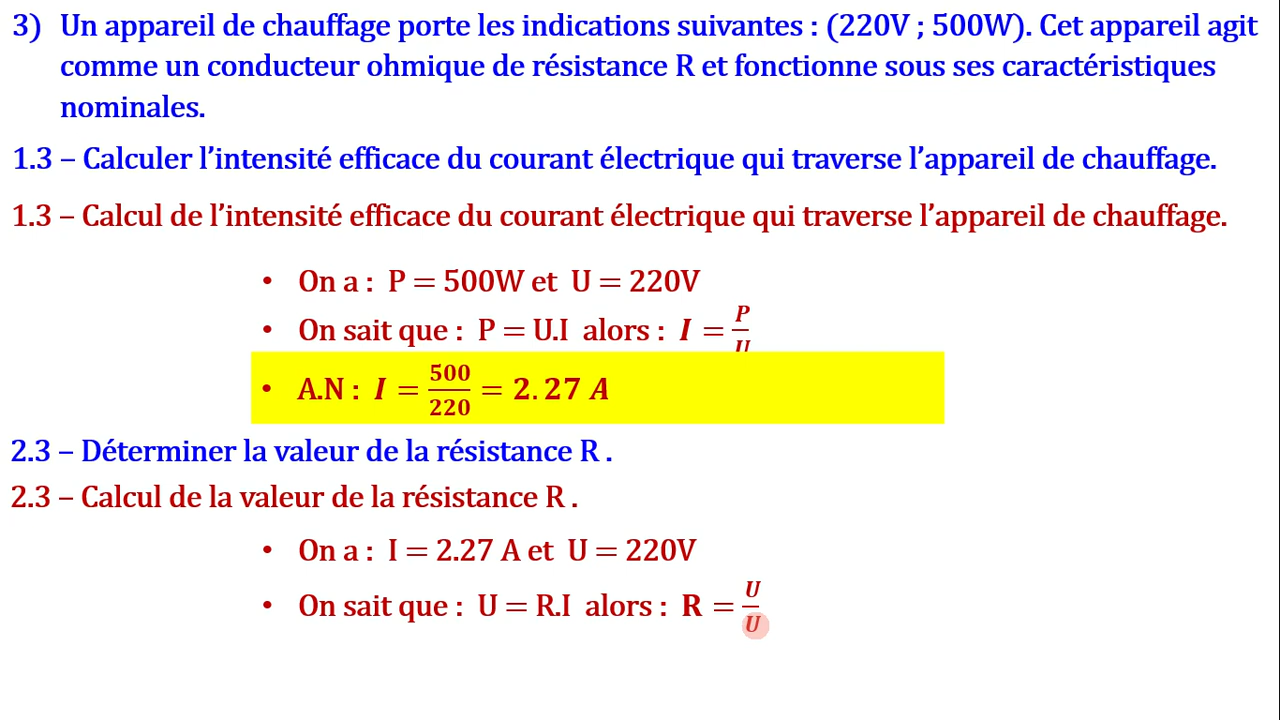 3) Un appareil de chauffage porte les indications suivantes : (220V ; 500W). Cet appareil agit
comme un conducteur ohmique de résistance R et fonctionne sous ses caractéristiques
nominales.
1.3 – Calculer l’intensité efficace du courant électrique qui traverse l’appareil de chauffage.
1.3 – Calcul de l’intensité efficace du courant électrique qui traverse l’appareil de chauffage.
• On a : P = 500W et U = 220V
• On sait que : P = U.I alors : I = P/U
• A.N : I = 500/220 = 2.27 A
2.3 – Déterminer la valeur de la résistance R .
2.3 – Calcul de la valeur de la résistance R .
• On a : I = 2.27 A et U = 220V
• On sait que : U = R.I alors : R = U/U